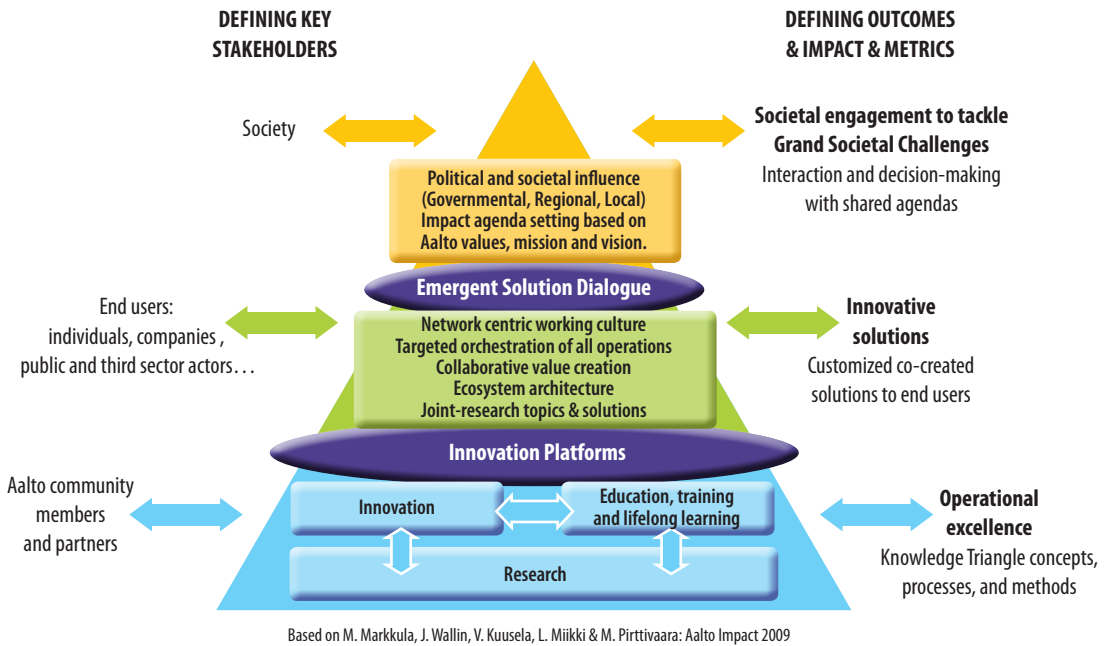 DEFINING KEY
STAKEHOLDERS
DEFINING OUTCOMES
& IMPACT & METRICS
Society
Political and societal influence
(Governmental, Regional, Local)
Impact agenda setting based on
Aalto values, mission and vision.
Societal engagement to tackle
Grand Societal Challenges
Interaction and decision-making
with shared agendas
Emergent Solution Dialogue
End users:
individuals, companies ,
public and third sector actors…
Network centric working culture
Targeted orchestration of all operations
Collaborative value creation
Ecosystem architecture
Joint-research topics & solutions
Innovative
solutions
Customized co-created
solutions to end users
Innovation Platforms
Aalto community
members
and partners
Innovation
Education, training
and lifelong learning
Research
Operational
excellence
Knowledge Triangle concepts,
processes, and methods
Based on M. Markkula, J. Wallin, V. Kuusela, L. Miikki & M. Pirttivaara: Aalto Impact 2009